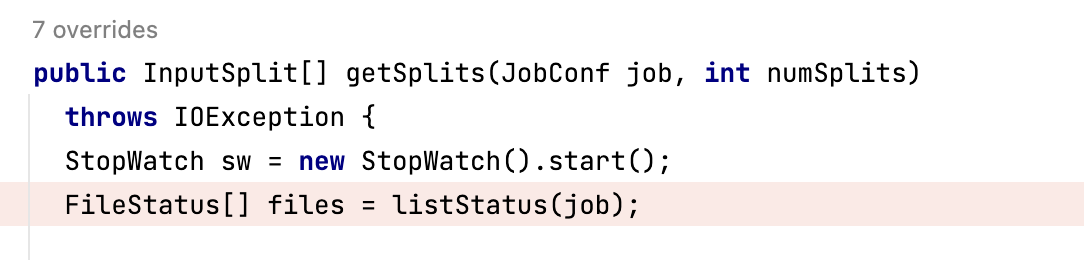 7 overrides
public InputSplit[] getSplits(JobConf job, int numSplits)
throws IOException {
StopWatch sw = new StopWatch().start();
FileStatus[] files = listStatus(job);